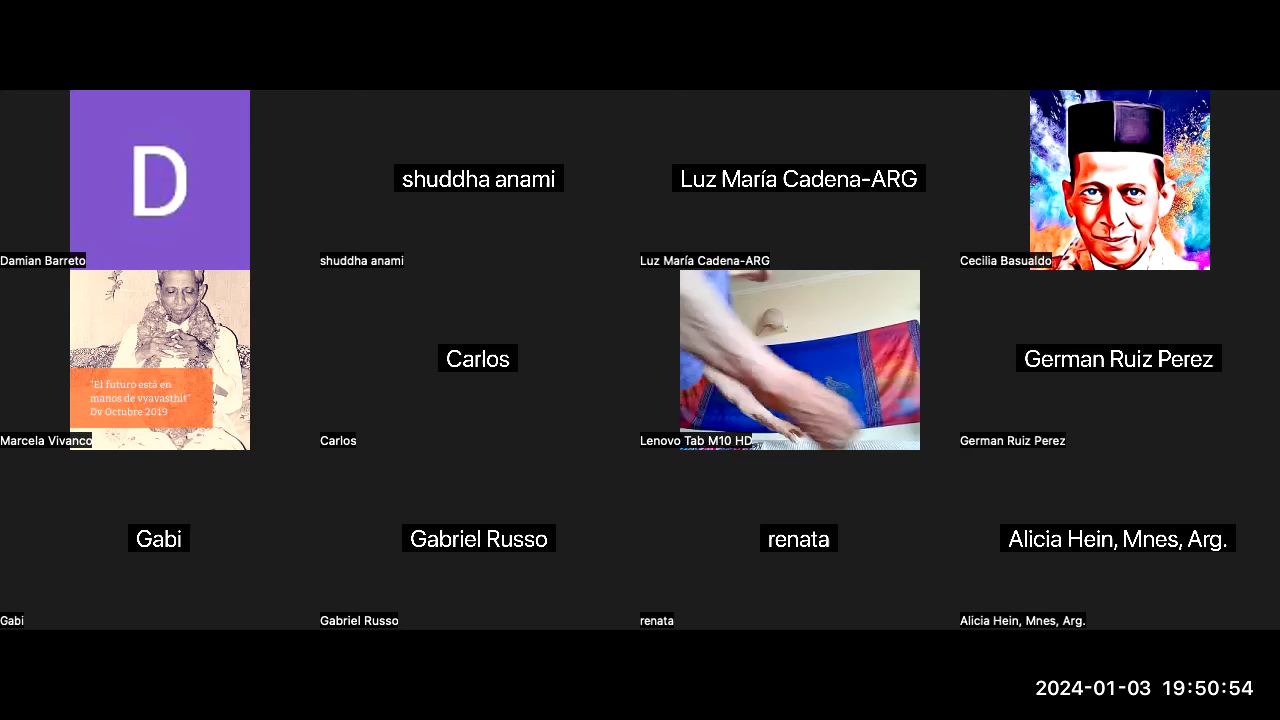 D
shuddha anami
Luz María Cadena-ARG
Damian Barreto
shuddha anami
Luz María Cadena-ARG
Cecilia Basualdo
"El futuro está en
manos de vyavasthit"
Dv Octubre 2019
Carlos
German Ruiz Perez
Marcela Vivanco
Carlos
Lenovo Tab M10 HD
German Ruiz Perez
Gabi
Gabriel Russo
renata
Alicia Hein, Mnes, Arg.
Gabi
Gabriel Russo
renata
Alicia Hein, Mnes, Arg.
2024-01-03 19:50:54